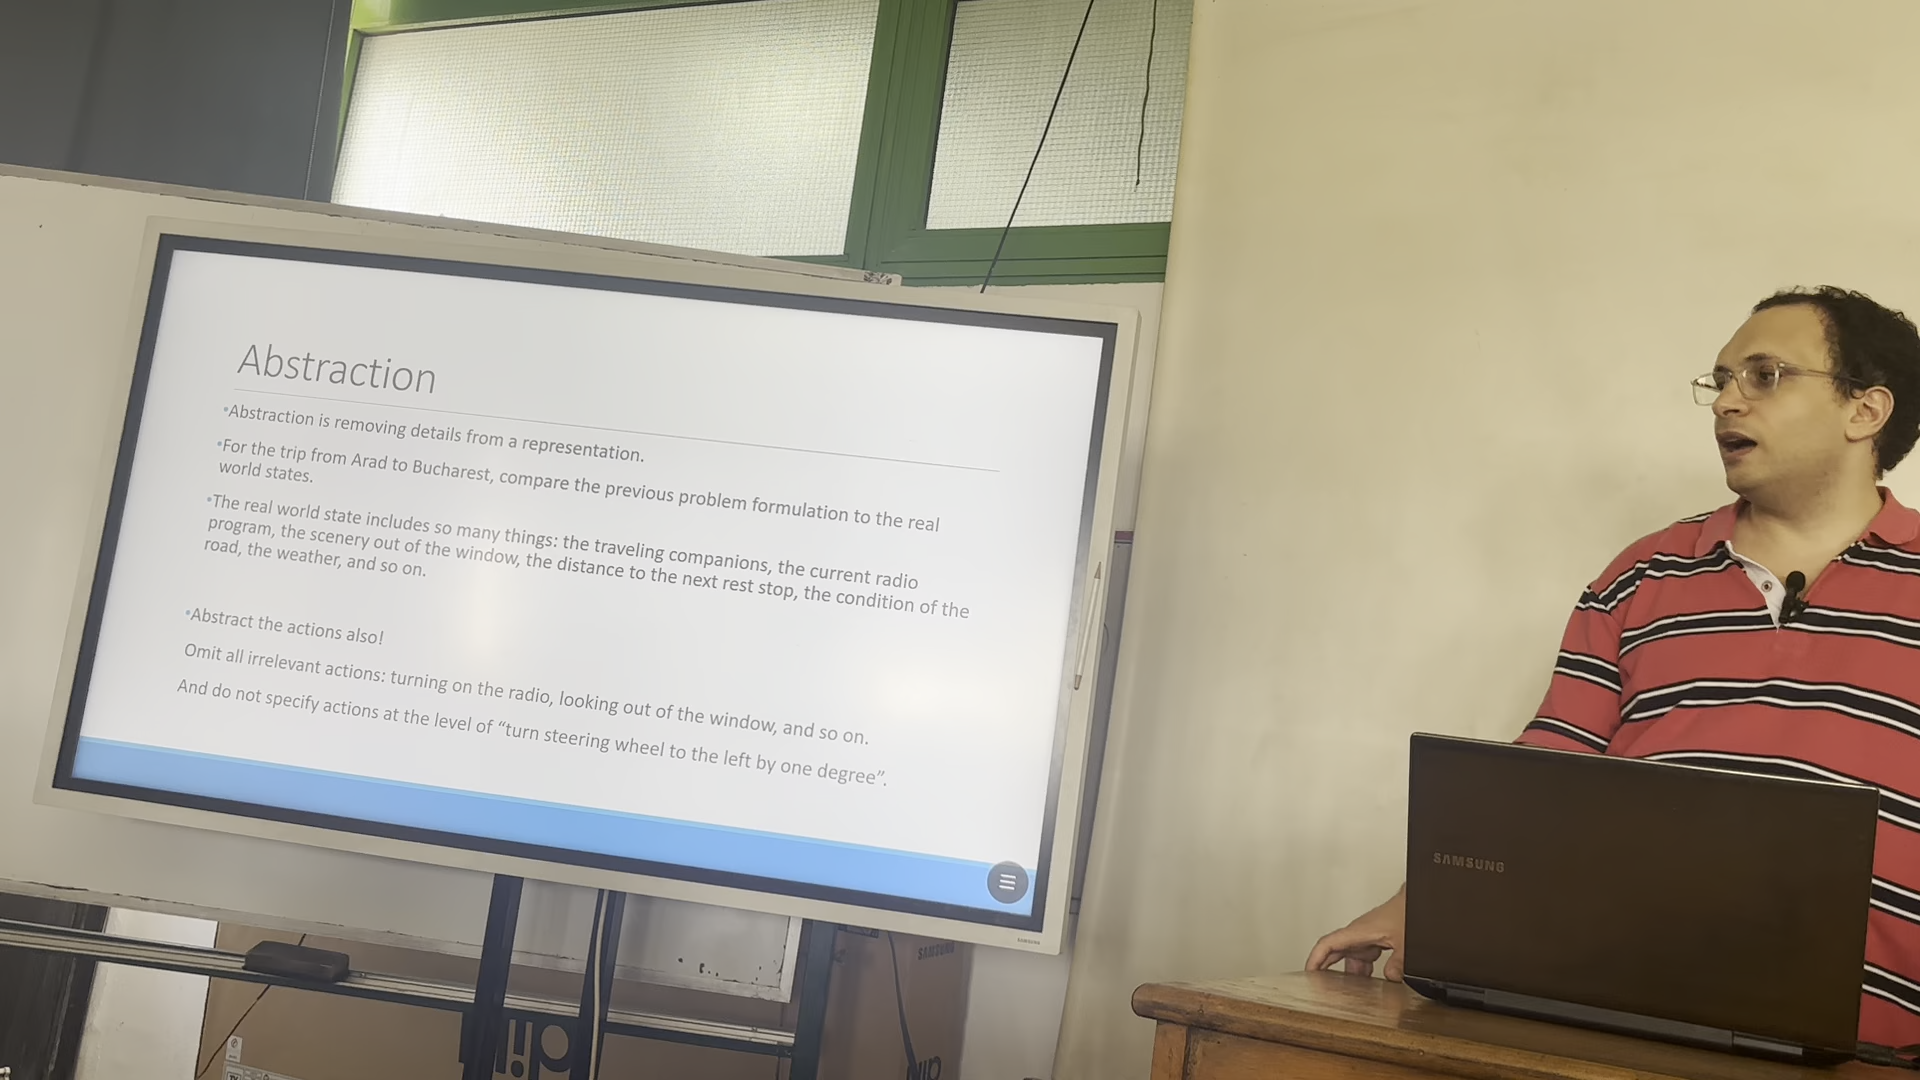 Abstraction
•Abstraction is removing details from a representation.
•For the trip from Arad to Bucharest, compare the previous problem formulation to the real
world states.
•The real world state includes so many things: the traveling companions, the current radio
program, the scenery out of the window, the distance to the next rest stop, the condition of the
road, the weather, and so on.
•Abstract the actions also!
Omit all irrelevant actions: turning on the radio, looking out of the window, and so on.
And do not specify actions at the level of “turn steering wheel to the left by one degree”.
SAMSUNG
SAMSUNG
SAMSUNG